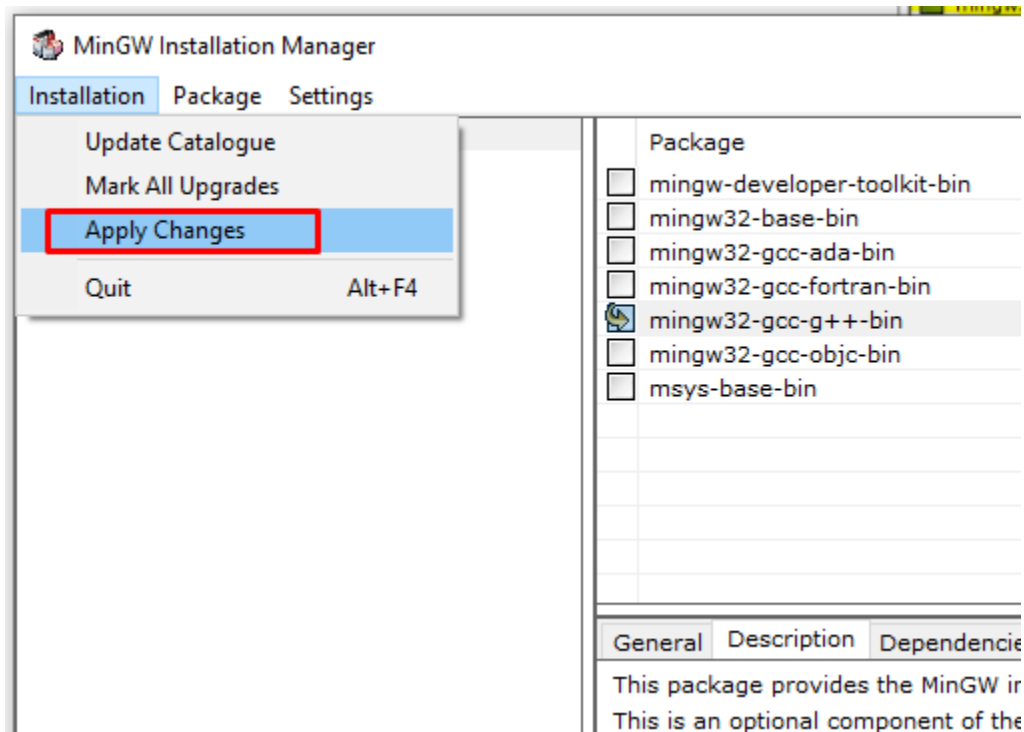 MinGW Installation Manager
Installation Package Settings
Update Catalogue
Mark All Upgrades
Apply Changes
Quit Alt+F4
Package
mingw-developer-toolkit-bin
mingw32-base-bin
mingw32-gcc-ada-bin
mingw32-gcc-fortran-bin
mingw32-gcc-g++-bin
mingw32-gcc-objc-bin
msys-base-bin
General Description Dependencie
This package provides the MinGW i
This is an optional component of the